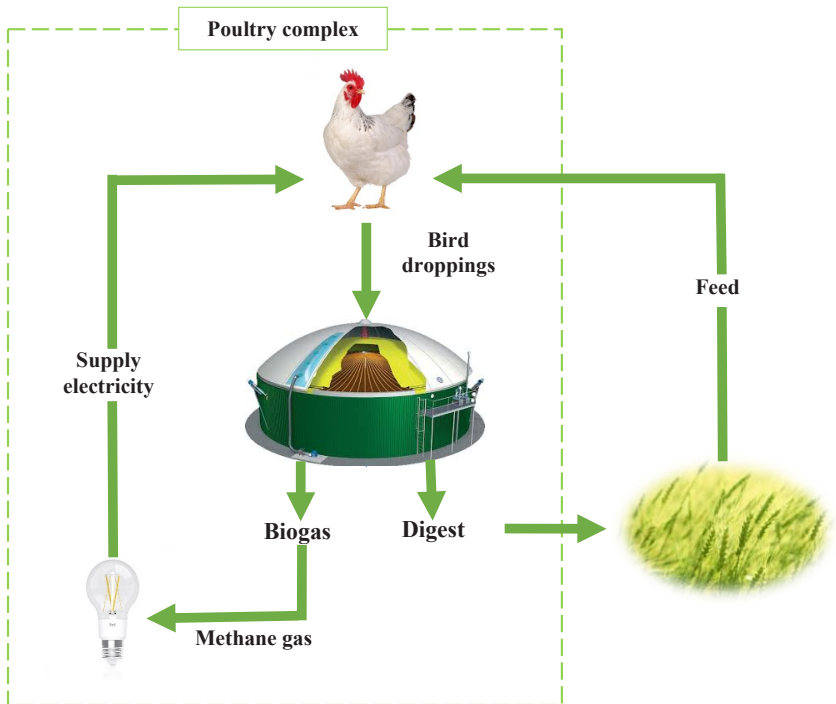 Poultry complex
Bird
droppings
Feed
Supply
electricity
Biogas
Digest
Methane gas